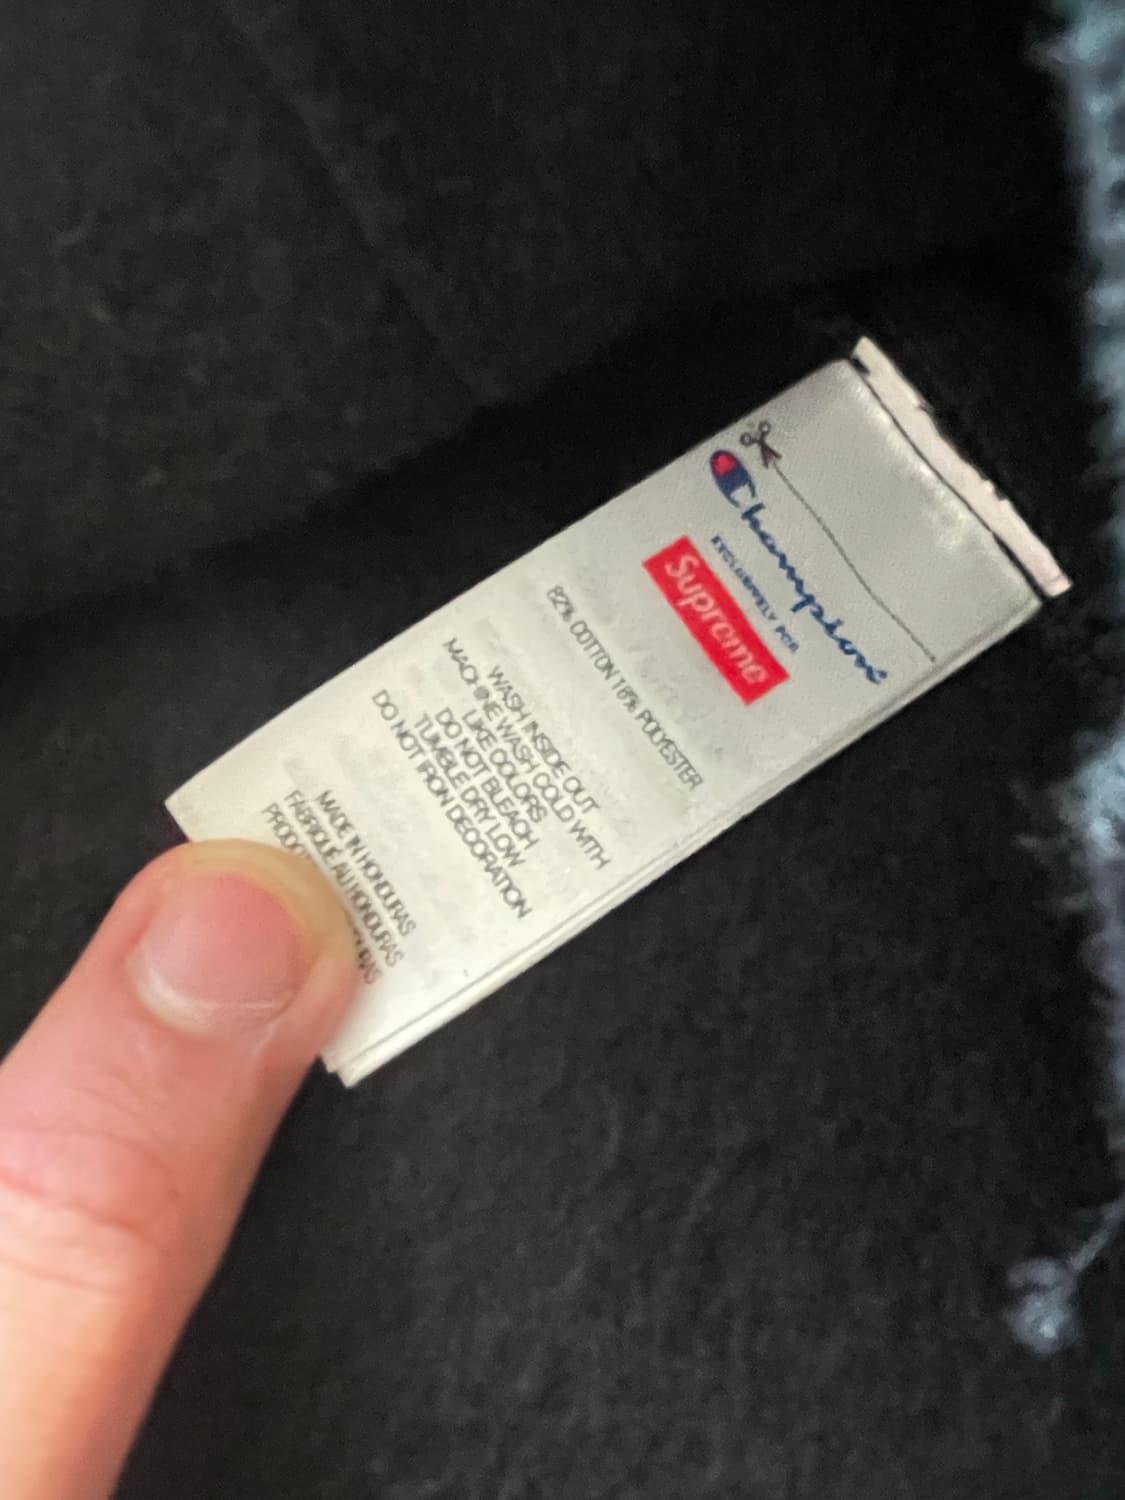 Champion
EXCLUSIVELY FOR
Supreme
82% COTTON 18% POLYESTER
WASH INSIDE OUT
MACHINE WASH COLD WITH
LIKE COLORS
DO NOT BLEACH
TUMBLE DRY LOW
DO NOT IRON DECORATION
MADE IN HONDURAS
FABRIQUÉ AU HONDURAS